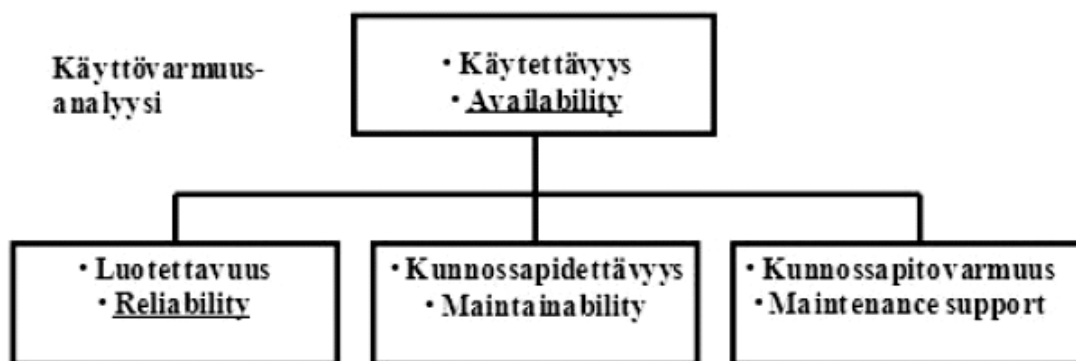 Käyttövarmuus-
analyysi
• Käytettävyys
• Availability
• Luotettavuus
• Reliability
• Kunnossapidettävyys
• Maintainability
• Kunnossapitovarmuus
• Maintenance support